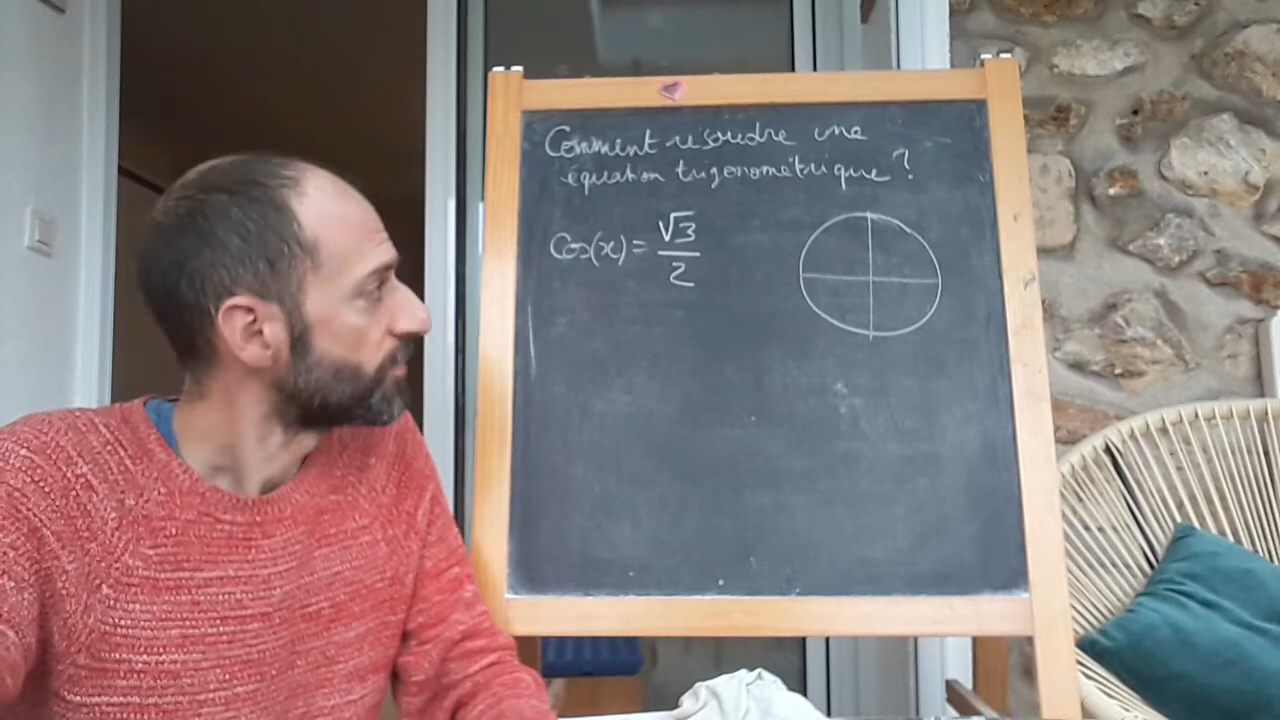 Comment résoudre une
équation trigonométrique ?
Cos(x) = √3/2